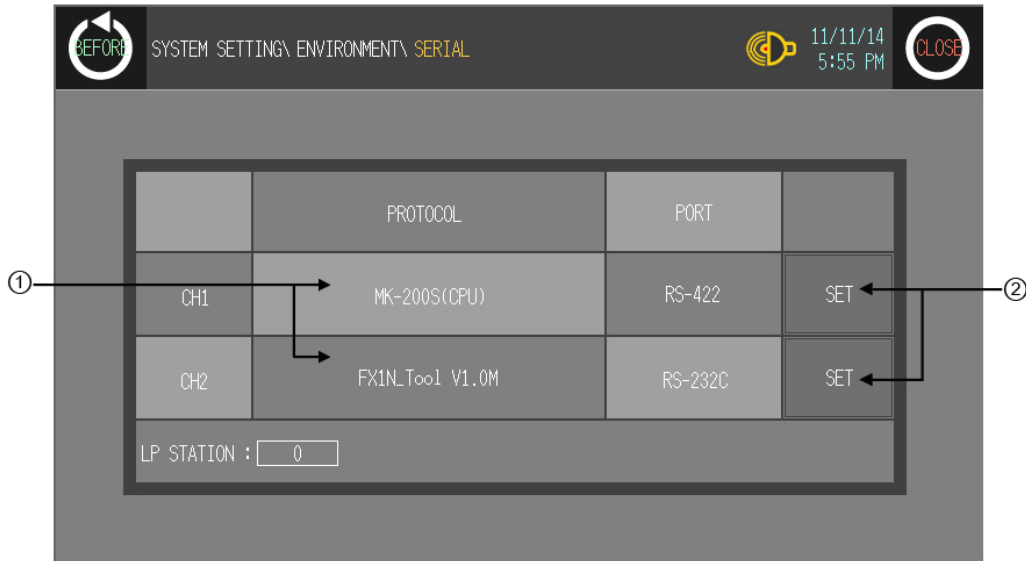 BEFORE SYSTEM SETTING\ ENVIRONMENT\ SERIAL 11/11/14 CLOSE
5:55 PM
PROTOCOL PORT
① CH1 MK-200S(CPU) RS-422 SET ②
CH2 FX1N_Tool V1.0M RS-232C SET
LP STATION : 0